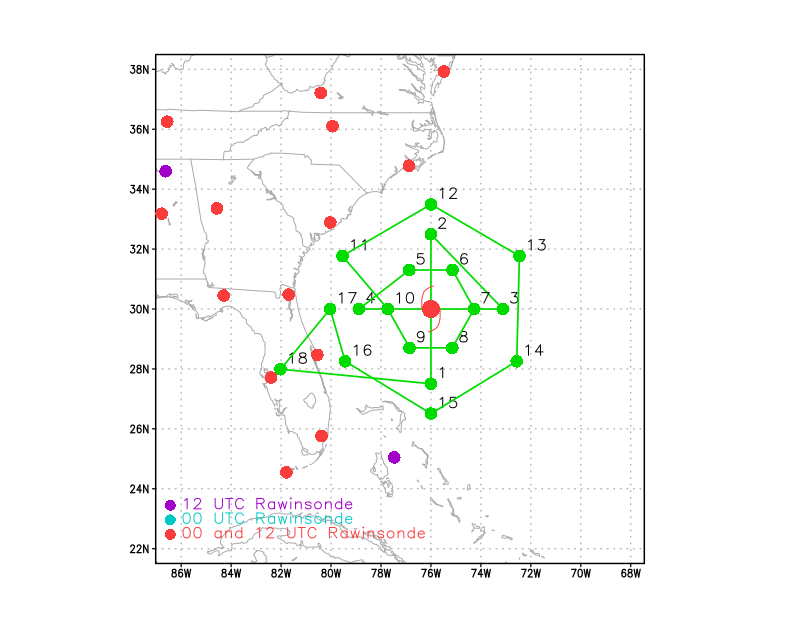 38N
36N
34N
32N
30N
28N
26N
24N
22N
12
2
11
13
5
6
17 4 10 7 3
9 8
16
14
18
1
15
12 UTC Rawinsonde
00 UTC Rawinsonde
00 and 12 UTC Rawinsonde
86W 84W 82W 80W 78W 76W 74W 72W 70W 68W